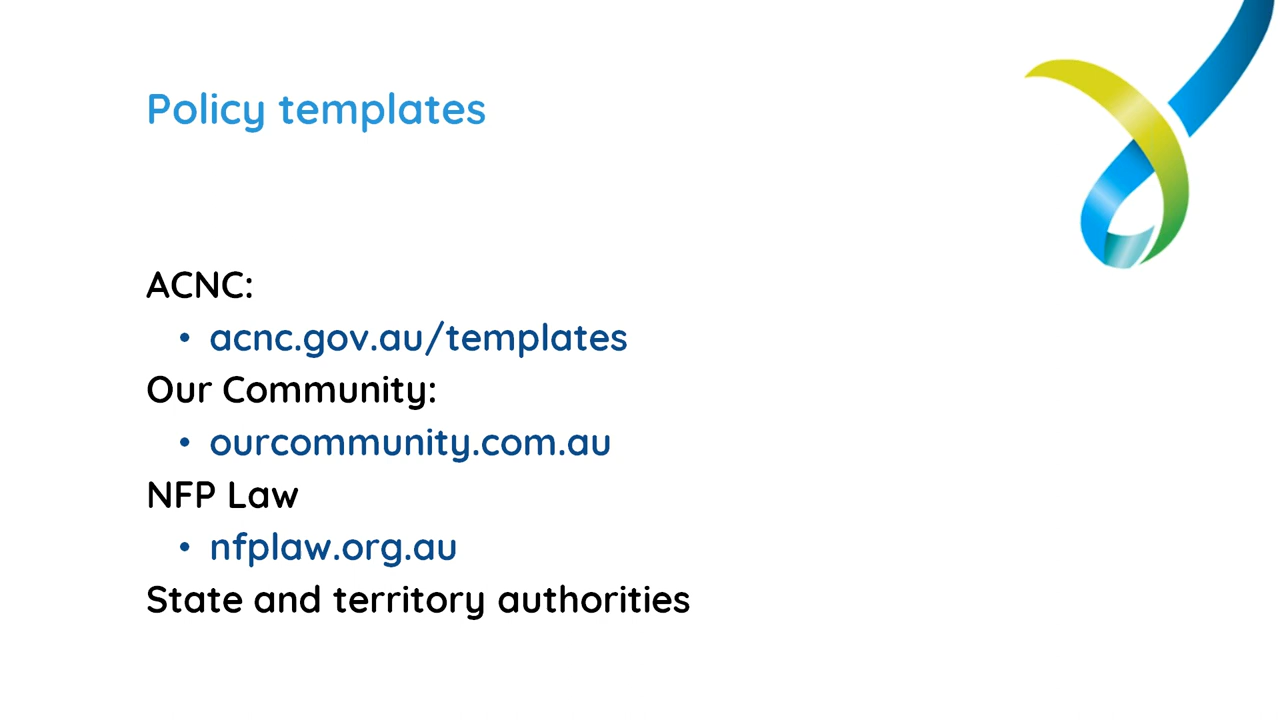 Policy templates
ACNC:
• acnc.gov.au/templates
Our Community:
• ourcommunity.com.au
NFP Law
• nfplaw.org.au
State and territory authorities